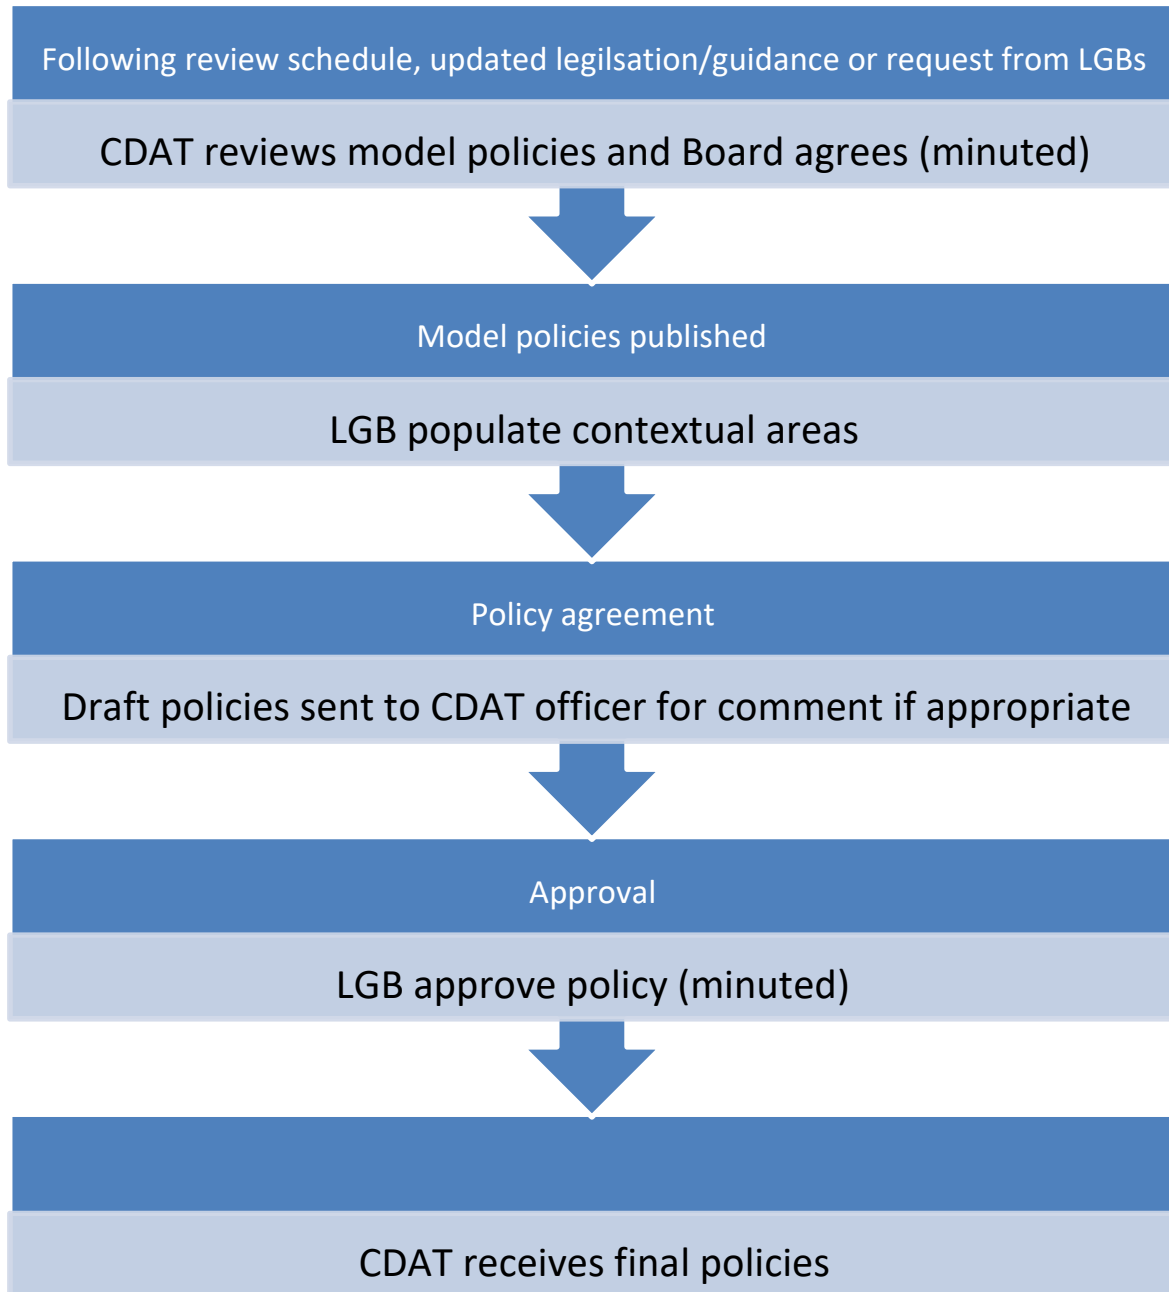 Following review schedule, updated legilsation/guidance or request from LGBs
CDAT reviews model policies and Board agrees (minuted)
Model policies published
LGB populate contextual areas
Policy agreement
Draft policies sent to CDAT officer for comment if appropriate
Approval
LGB approve policy (minuted)
CDAT receives final policies